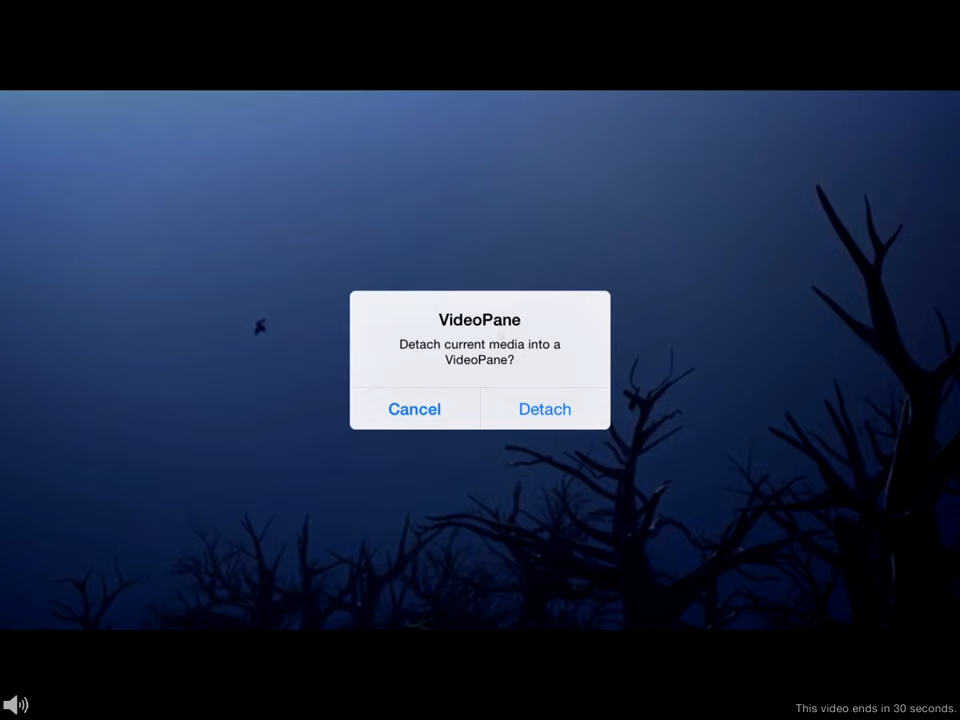 VideoPane
Detach current media into a
VideoPane?
Cancel
Detach
This video ends in 30 seconds.